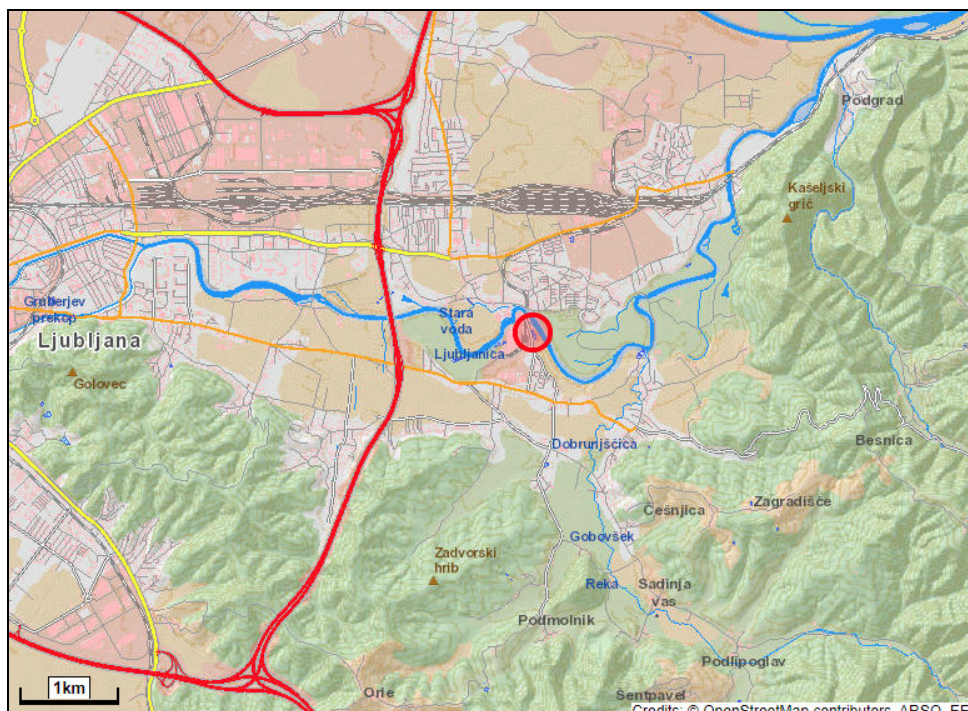 Podgrad
Kašeljski
grič
Gruberjev
prekop
Ljubljana
Golovec
Stara
voda
Ljubljanica
Dobrunjščica
Besnica
Češnjica
Zagradišče
Gobovšek
Zadvorski
hrib
Reka
Sadinja
vas
Podmolnik
Podlipoglav
Orle
Šentpavel
1km
Credits: © OpenStreetMap contributors, ARSO, EE